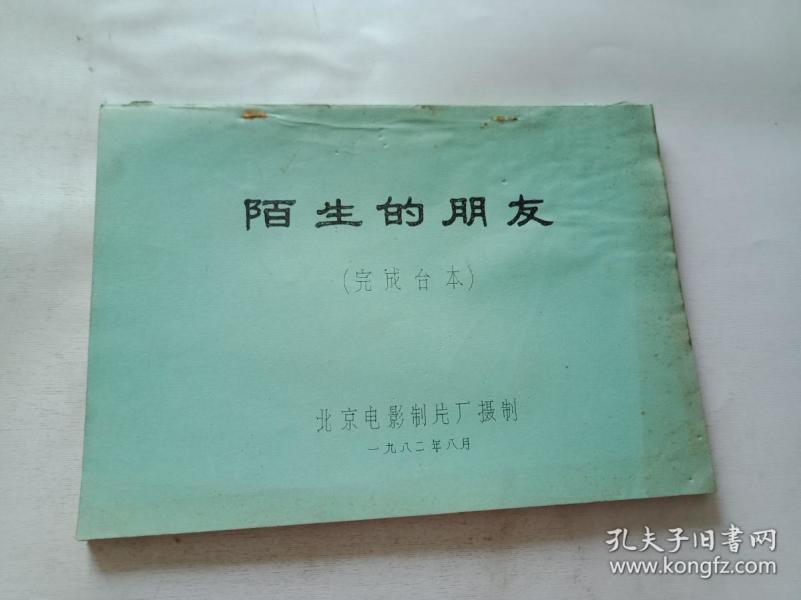 陌生的朋友
(完成台本)
北京电影制片厂摄制
一九八二年八月
孔夫子旧书网
www.kongfz.com